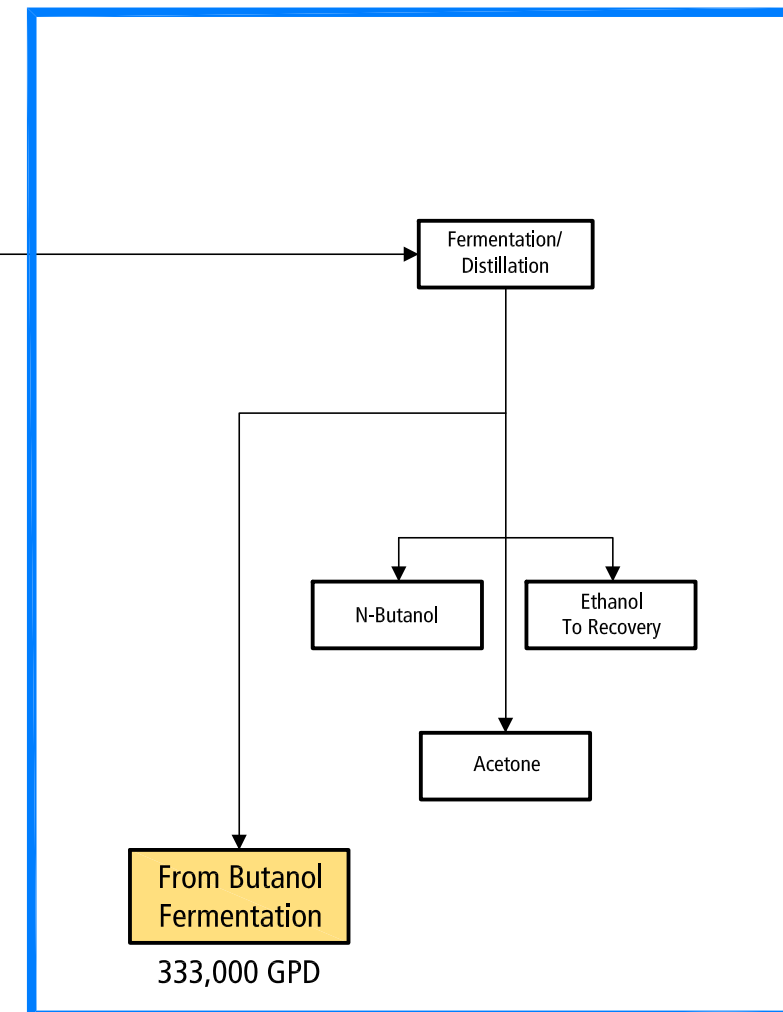 Fermentation/
Distillation
N-Butanol
Ethanol
To Recovery
Acetone
From Butanol
Fermentation
333,000 GPD